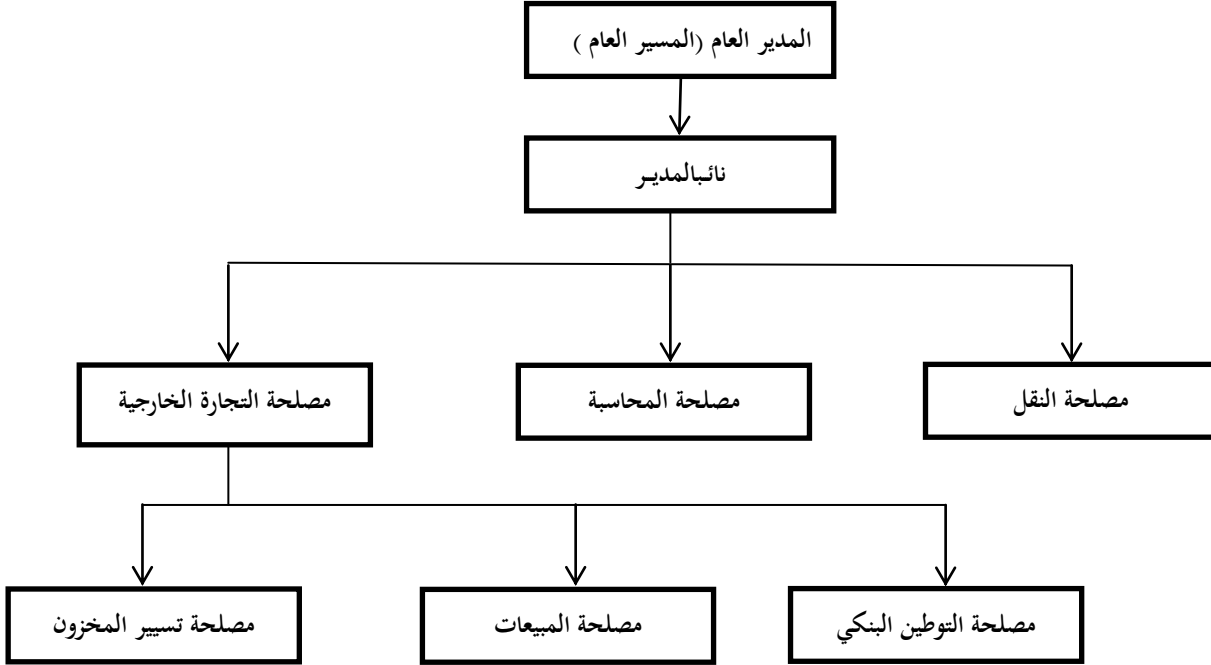 المدير العام (المسير العام )
نائبالمديـر
مصلحة النقل
مصلحة المحاسبة
مصلحة التجارة الخارجية
مصلحة التوطين البنكي
مصلحة المبيعات
مصلحة تسيير المخزون